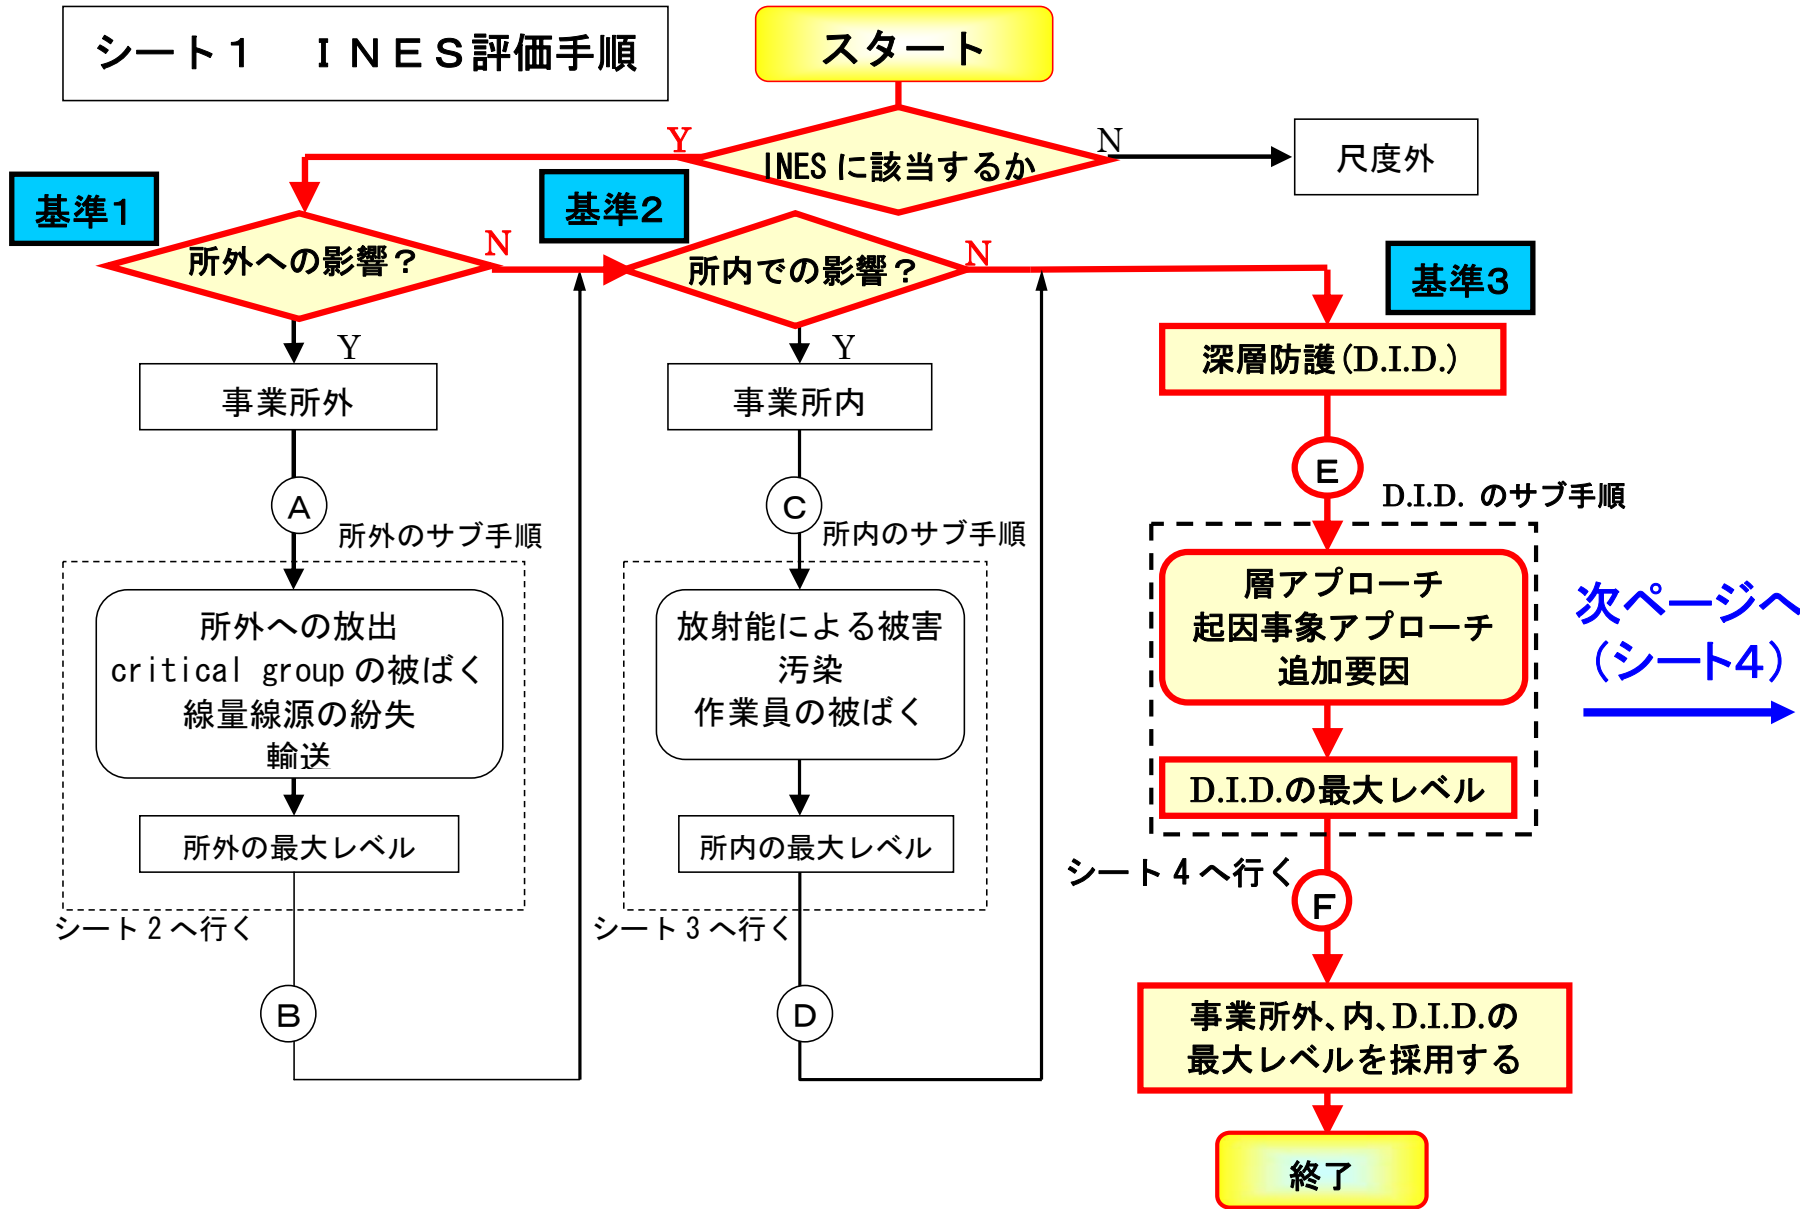 シート１　ＩＮＥＳ評価手順
スタート
INES に該当するか
Y
N
尺度外
基準１
所外への影響？
N
Y
基準２
所内での影響？
N
Y
基準３
事業所外
A
所外のサブ手順
所外への放出
critical group の被ばく
線量線源の紛失
輸送
所外の最大レベル
シート 2 へ行く
B
事業所内
C
所内のサブ手順
放射能による被害
汚染
作業員の被ばく
所内の最大レベル
シート 3 へ行く
D
深層防護(D.I.D.)
E
D.I.D. のサブ手順
層アプローチ
起因事象アプローチ
追加要因
D.I.D.の最大レベル
シート 4 へ行く
F
事業所外、内、D.I.D.の
最大レベルを採用する
終了
次ページへ
（シート４）